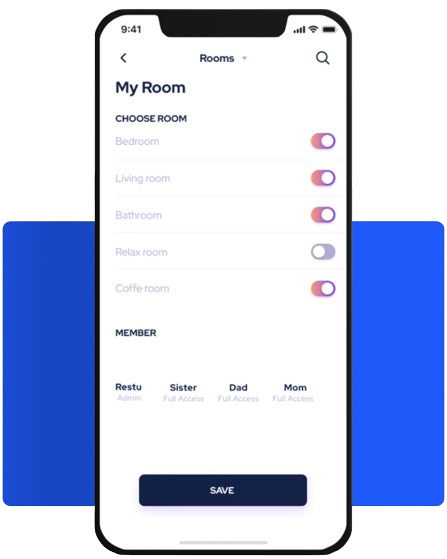 9:41
Rooms
My Room
CHOOSE ROOM
Bedroom
Living room
Bathroom
Relax room
Coffe room
MEMBER
Restu Sister Dad Mom
Admin Full Access Full Access Full Access
SAVE